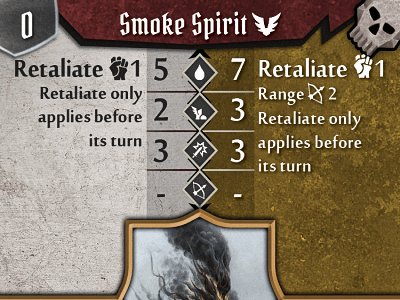 0
Smoke Spirit
Retaliate 1
Retaliate only
applies before
its turn
5
2
3
-
7
3
3
-
Retaliate 1
Range 2
Retaliate only
applies before
its turn